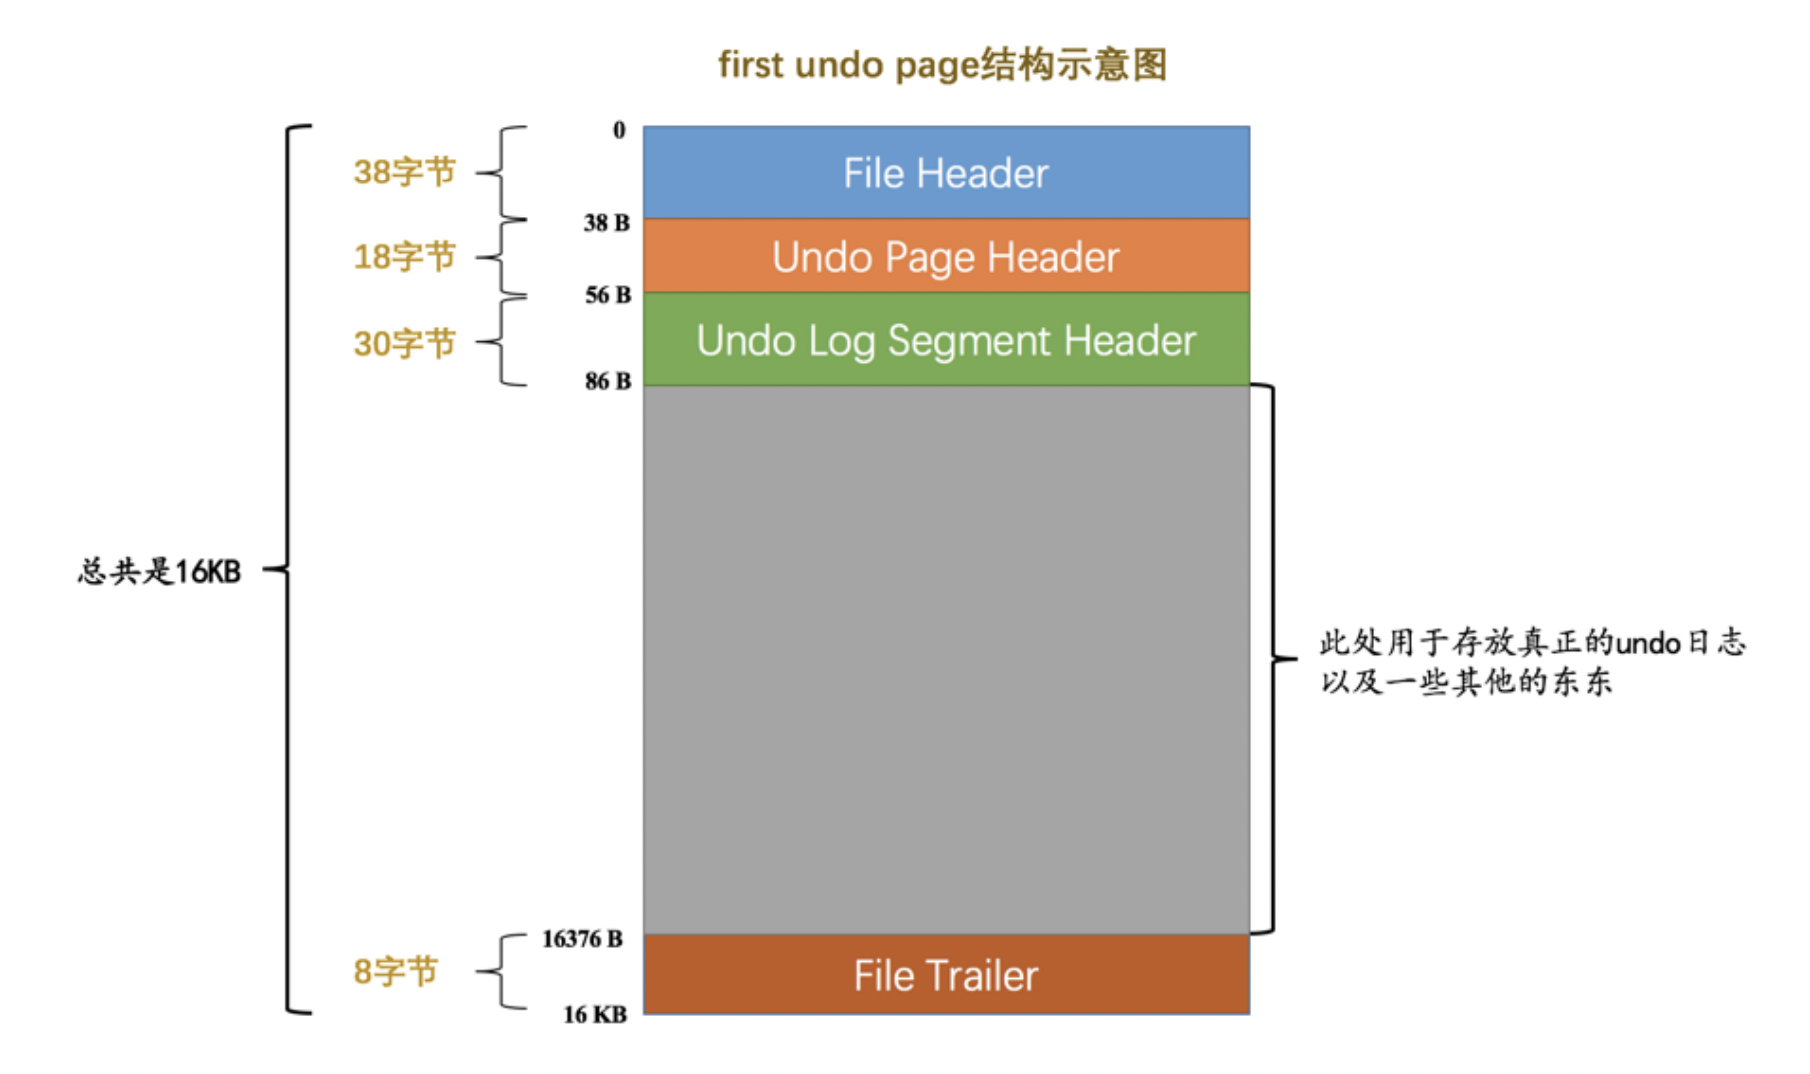 first undo page结构示意图
0
38字节
File Header
38 B
18字节
Undo Page Header
56 B
30字节
Undo Log Segment Header
86 B
总共是16KB
此处用于存放真正的undo日志
以及一些其他的东东
16376 B
8字节
File Trailer
16 KB